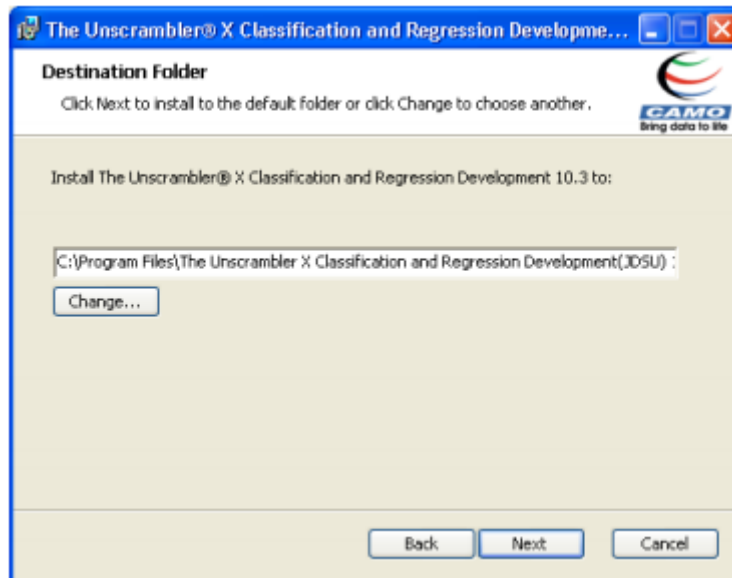 The Unscrambler® X Classification and Regression Developme...
Destination Folder
Click Next to install to the default folder or click Change to choose another.
CAMO
Bring data to life
Install The Unscrambler® X Classification and Regression Development 10.3 to:
C:\Program Files\The Unscrambler X Classification and Regression Development(JDSU)
Change...
Back
Next
Cancel